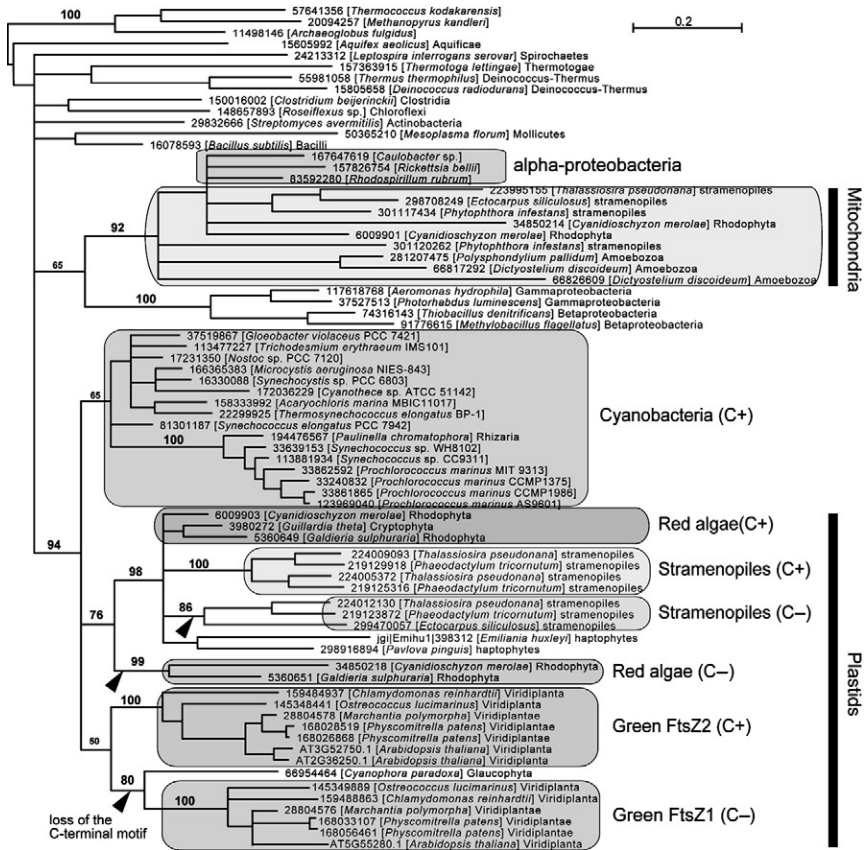 57641356 [Thermococcus kodakarensis]
100
20094257 [Methanopyrus kandleri]
0.2
11498146 [Archaeoglobus fulgidus]
15605992 [Aquifex aeolicus] Aquificae
24213312 [Leptospira interrogans serovar] Spirochaetes
157363915 [Thermotoga lettingae] Thermotogae
55981058 [Thermus thermophilus] Deinococcus-Thermus
15805658 [Deinococcus radiodurans] Deinococcus-Thermus
150016002 [Clostridium beijerinckii] Clostridia
148657893 [Roseiflexus sp.] Chloroflexi
29832666 [Streptomyces avermitilis] Actinobacteria
50365210 [Mesoplasma florum] Mollicutes
16078593 [Bacillus subtilis] Bacilli
167647619 [Caulobacter sp.]
alpha-proteobacteria
157826754 [Rickettsia bellii]
83592280 [Rhodospirillum rubrum]
223995155 [Thalassiosira pseudonana] stramenopiles
298708249 [Ectocarpus siliculosus] stramenopiles
301117434 [Phytophthora infestans] stramenopiles
34850214 [Cyanidioschyzon merolae] Rhodophyta
92
6009901 [Cyanidioschyzon merolae] Rhodophyta
301120262 [Phytophthora infestans] stramenopiles
281207475 [Polysphondylium pallidum] Amoebozoa
66817292 [Dictyostelium discoideum] Amoebozoa
66826609 [Dictyostelium discoideum] Amoebozoa
Mitochondria
65
117618768 [Aeromonas hydrophila] Gammaproteobacteria
100
37527513 [Photorhabdus luminescens] Gammaproteobacteria
74316143 [Thiobacillus denitrificans] Betaproteobacteria
91776615 [Methylobacillus flagellatus] Betaproteobacteria
37519867 [Gloeobacter violaceus PCC 7421]
113477227 [Trichodesmium erythraeum IMS101]
17231350 [Nostoc sp. PCC 7120]
166365383 [Microcystis aeruginosa NIES-843]
16330088 [Synechocystis sp. PCC 6803]
65
172036229 [Cyanothece sp. ATCC 51142]
158333992 [Acaryochloris marina MBIC11017]
22299925 [Thermosynechococcus elongatus BP-1]
Cyanobacteria (C+)
81301187 [Synechococcus elongatus PCC 7942]
100
194476567 [Paulinella chromatophora] Rhizaria
33639153 [Synechococcus sp. WH8102]
113881934 [Synechococcus sp. CC9311]
33862592 [Prochlorococcus marinus MIT 9313]
33240832 [Prochlorococcus marinus CCMP1375]
33861865 [Prochlorococcus marinus CCMP1986]
123969040 [Prochlorococcus marinus AS9601]
6009903 [Cyanidioschyzon merolae] Rhodophyta
3980272 [Guillardia theta] Cryptophyta
Red algae(C+)
5360649 [Galdieria sulphuraria] Rhodophyta
94
224009093 [Thalassiosira pseudonana] stramenopiles
98
100
219129918 [Phaeodactylum tricornutum] stramenopiles
Stramenopiles (C+)
224005372 [Thalassiosira pseudonana] stramenopiles
219125316 [Phaeodactylum tricornutum] stramenopiles
224012130 [Thalassiosira pseudonana] stramenopiles
76
86
219123872 [Phaeodactylum tricornutum] stramenopiles
Stramenopiles (C−)
299470057 [Ectocarpus siliculosus] stramenopiles
jgi|Emihu1|398312 [Emiliania huxleyi] haptophytes
298916894 [Pavlova pinguis] haptophytes
99
34850218 [Cyanidioschyzon merolae] Rhodophyta
5360651 [Galdieria sulphuraria] Rhodophyta
Red algae (C−)
Plastids
159484937 [Chlamydomonas reinhardtii] Viridiplanta
100
145348441 [Ostreococcus lucimarinus] Viridiplanta
28804578 [Marchantia polymorpha] Viridiplantae
168028519 [Physcomitrella patens] Viridiplantae
Green FtsZ2 (C+)
168026868 [Physcomitrella patens] Viridiplantae
50
AT3G52750.1 [Arabidopsis thaliana] Viridiplanta
AT2G36250.1 [Arabidopsis thaliana] Viridiplanta
80
66954464 [Cyanophora paradoxa] Glaucophyta
145349889 [Ostreococcus lucimarinus] Viridiplanta
100
159488863 [Chlamydomonas reinhardtii] Viridiplanta
28804576 [Marchantia polymorpha] Viridiplanta
168033107 [Physcomitrella patens] Viridiplantae
Green FtsZ1 (C−)
168056461 [Physcomitrella patens] Viridiplantae
AT5G55280.1 [Arabidopsis thaliana] Viridiplanta
loss of the
C-terminal motif